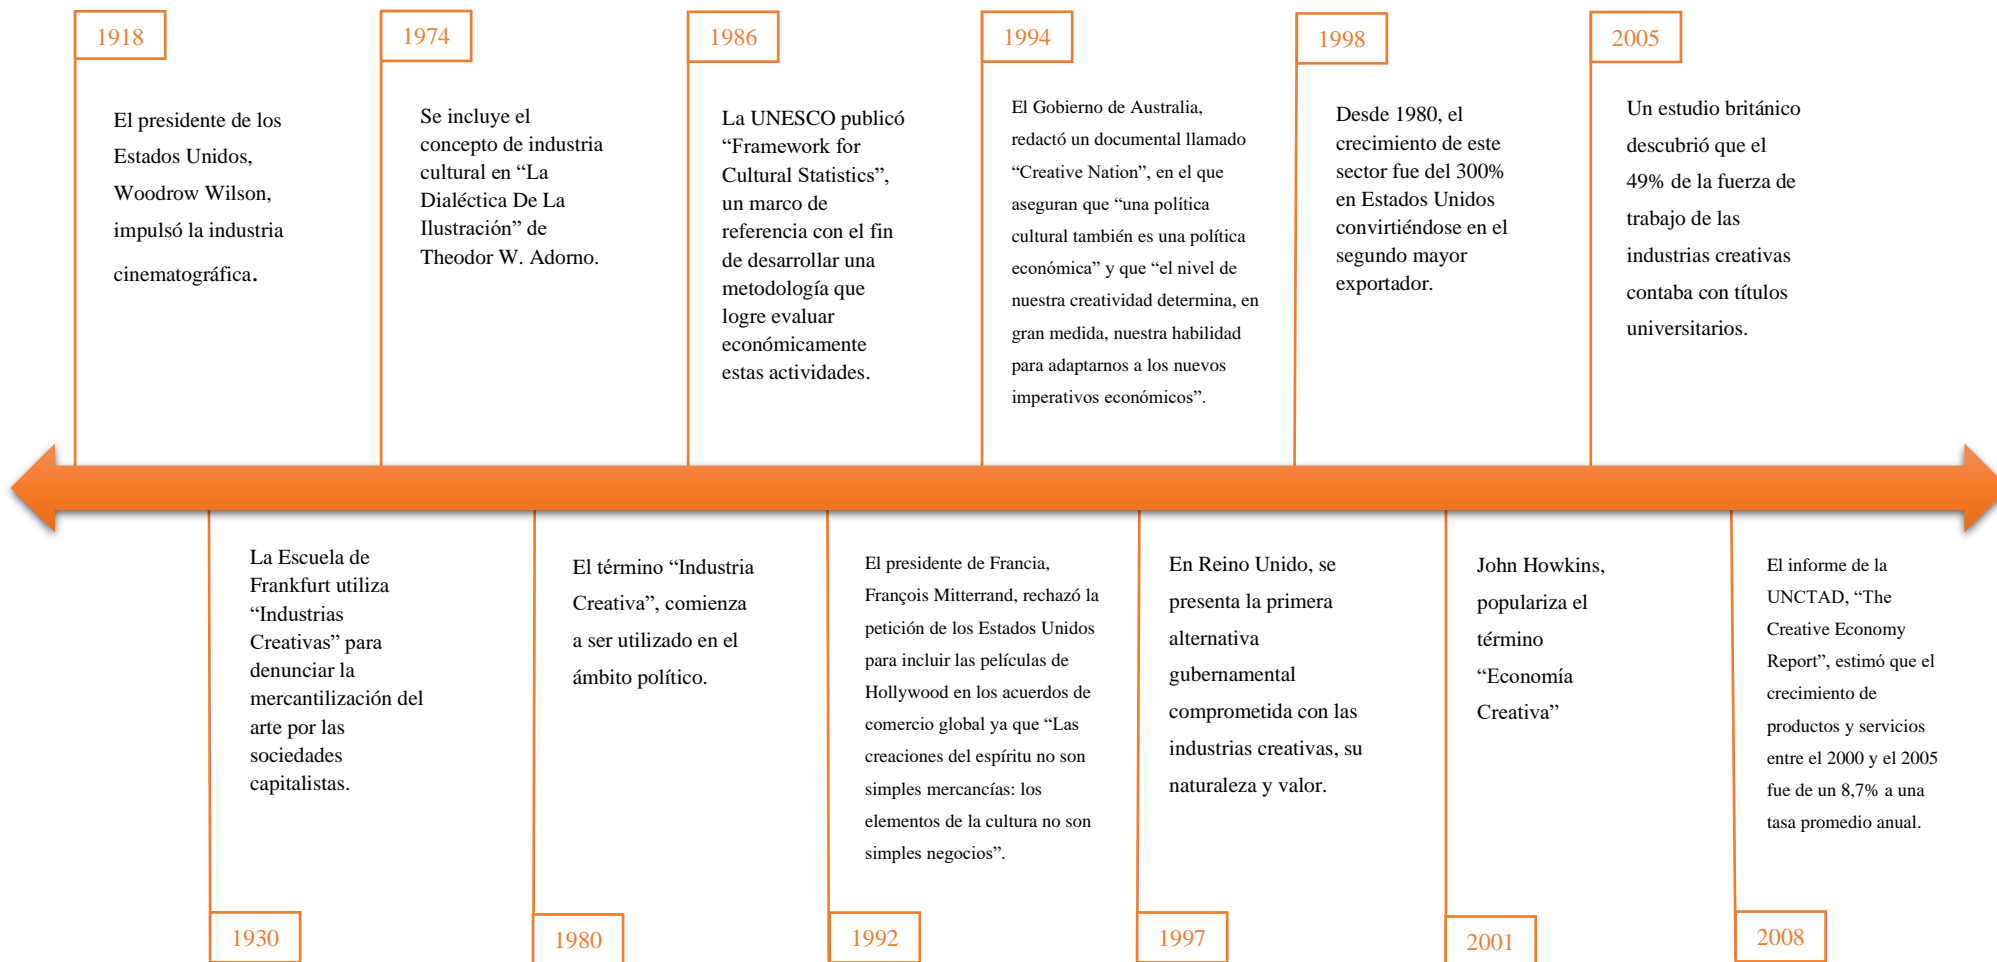 1918
El presidente de los
Estados Unidos,
Woodrow Wilson,
impulsó la industria
cinematográfica.
1974
Se incluye el
concepto de industria
cultural en “La
Dialéctica De La
Ilustración” de
Theodor W. Adorno.
1986
La UNESCO publicó
“Framework for
Cultural Statistics”,
un marco de
referencia con el fin
de desarrollar una
metodología que
logre evaluar
económicamente
estas actividades.
1994
El Gobierno de Australia,
redactó un documental llamado
“Creative Nation”, en el que
aseguran que “una política
cultural también es una política
económica” y que “el nivel de
nuestra creatividad determina, en
gran medida, nuestra habilidad
para adaptarnos a los nuevos
imperativos económicos”.
1998
Desde 1980, el
crecimiento de este
sector fue del 300%
en Estados Unidos
convirtiéndose en el
segundo mayor
exportador.
2005
Un estudio británico
descubrió que el
49% de la fuerza de
trabajo de las
industrias creativas
contaba con títulos
universitarios.
La Escuela de
Frankfurt utiliza
“Industrias
Creativas” para
denunciar la
mercantilización del
arte por las
sociedades
capitalistas.
1930
El término “Industria
Creativa”, comienza
a ser utilizado en el
ámbito político.
1980
El presidente de Francia,
François Mitterrand, rechazó la
petición de los Estados Unidos
para incluir las películas de
Hollywood en los acuerdos de
comercio global ya que “Las
creaciones del espíritu no son
simples mercancías: los
elementos de la cultura no son
simples negocios”.
1992
En Reino Unido, se
presenta la primera
alternativa
gubernamental
comprometida con las
industrias creativas, su
naturaleza y valor.
1997
John Howkins,
populariza el
término
“Economía
Creativa”
2001
El informe de la
UNCTAD, “The
Creative Economy
Report”, estimó que el
crecimiento de
productos y servicios
entre el 2000 y el 2005
fue de un 8,7% a una
tasa promedio anual.
2008